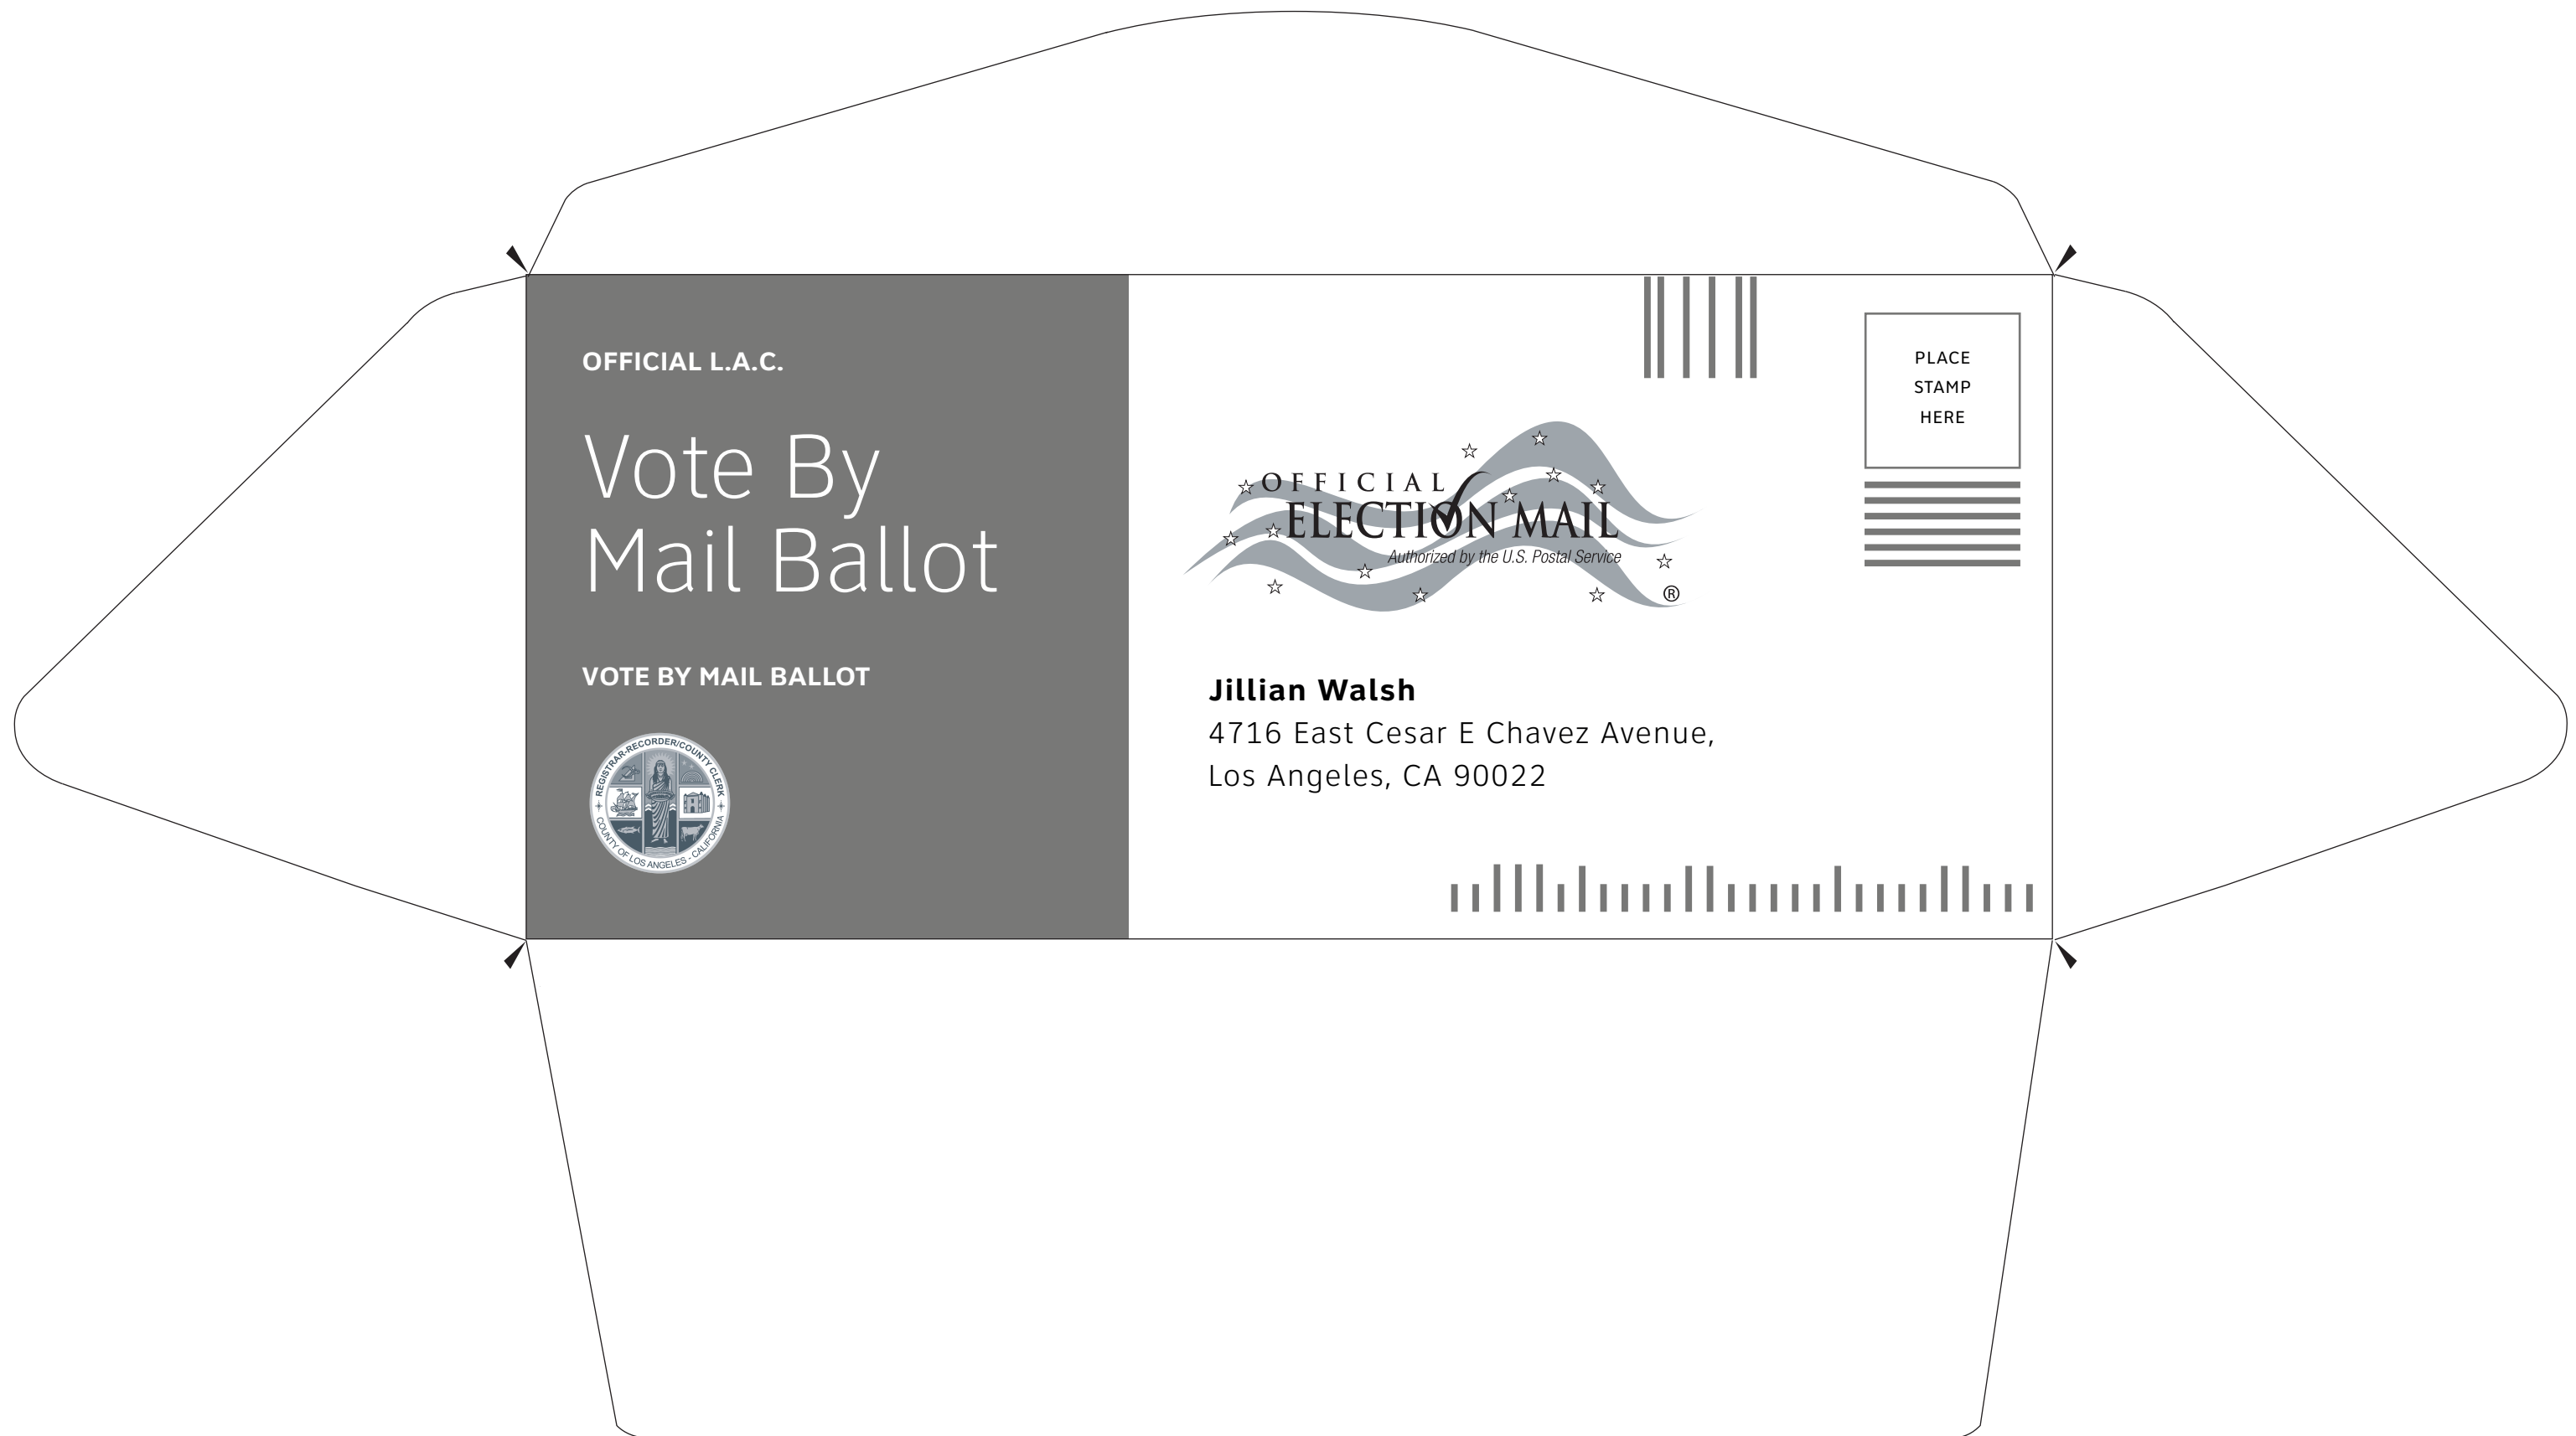 OFFICIAL L.A.C.
Vote By
Mail Ballot
VOTE BY MAIL BALLOT
REGISTRAR-RECORDER/COUNTY CLERK
COUNTY OF LOS ANGELES - CALIFORNIA
OFFICIAL
ELECTION MAIL
Authorized by the U.S. Postal Service
®
PLACE
STAMP
HERE
Jillian Walsh
4716 East Cesar E Chavez Avenue,
Los Angeles, CA 90022